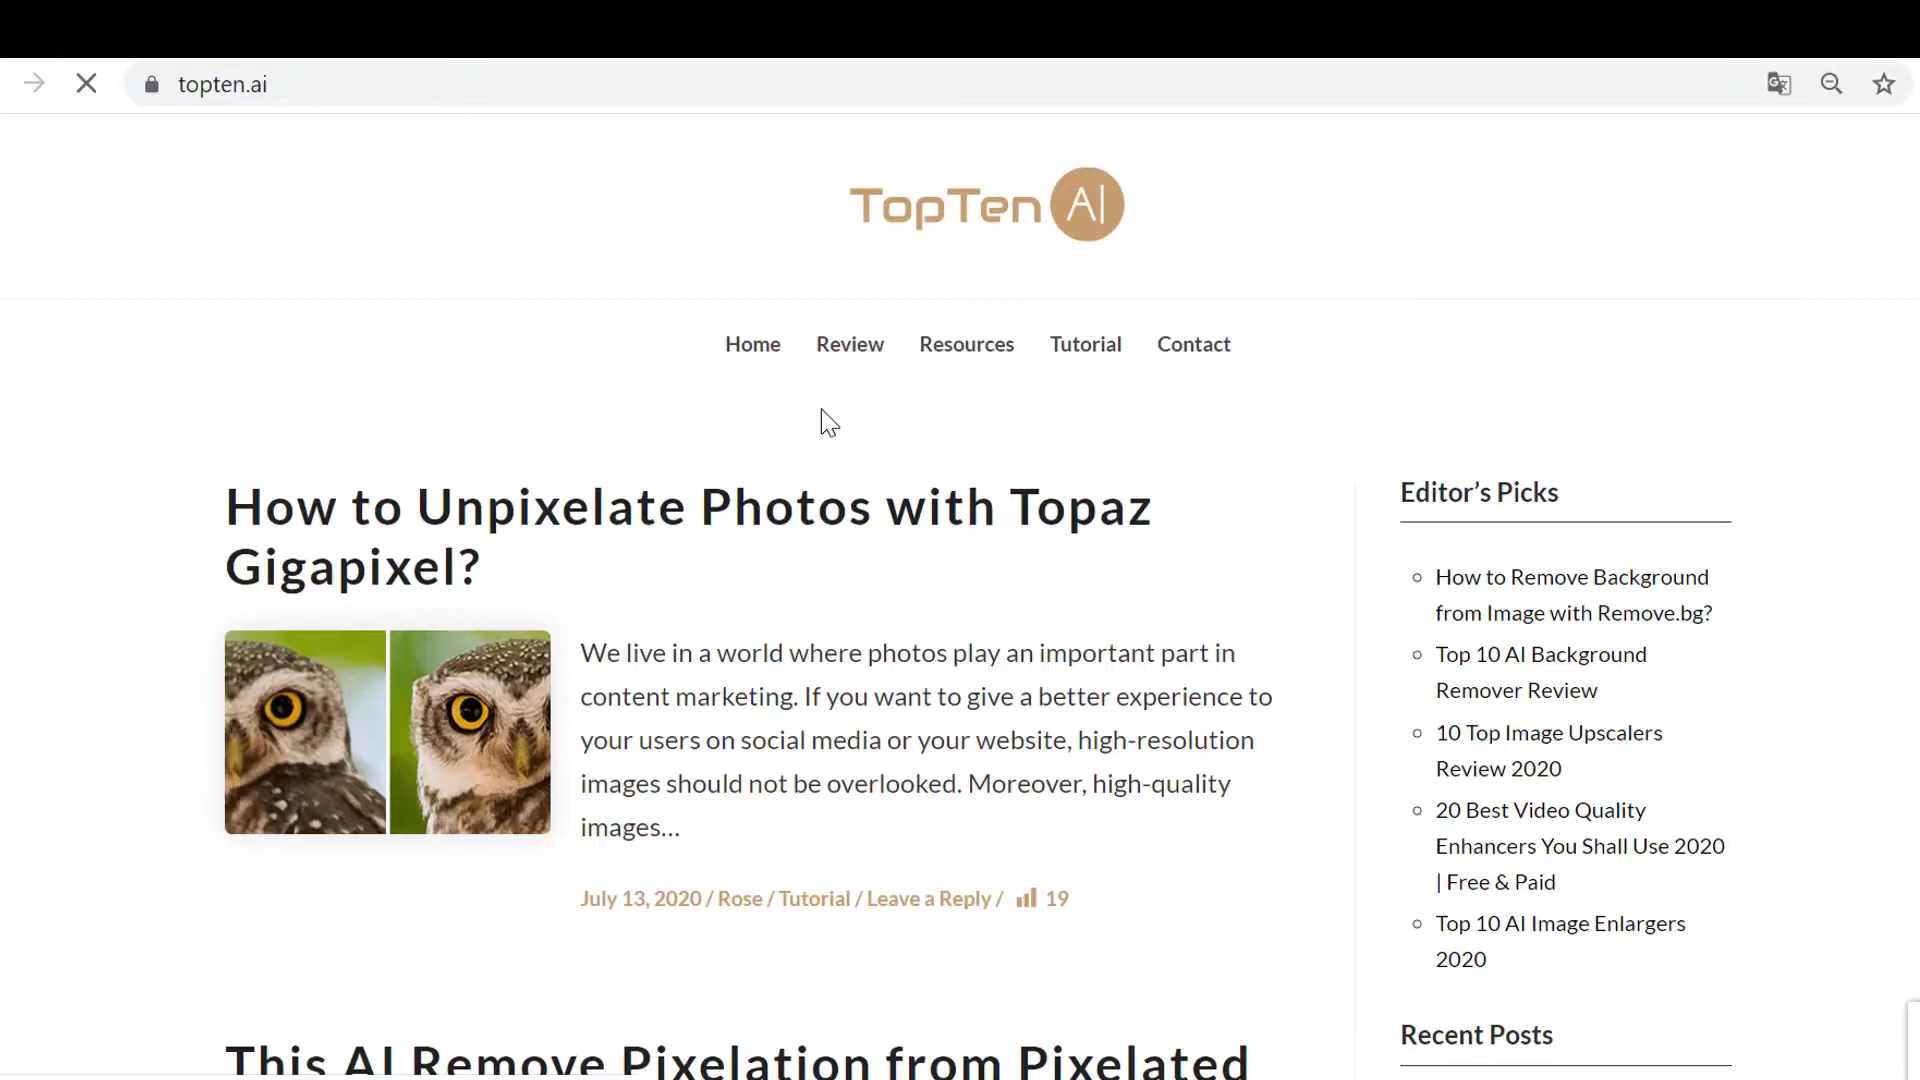 topten.ai
TopTen AI
Home Review Resources Tutorial Contact
How to Unpixelate Photos with Topaz
Gigapixel?
We live in a world where photos play an important part in
content marketing. If you want to give a better experience to
your users on social media or your website, high-resolution
images should not be overlooked. Moreover, high-quality
images...
July 13, 2020 / Rose / Tutorial / Leave a Reply / 19
This AI Remove Pixelation from Pixelated
Editor's Picks
How to Remove Background
from Image with Remove.bg?
Top 10 AI Background
Remover Review
10 Top Image Upscalers
Review 2020
20 Best Video Quality
Enhancers You Shall Use 2020
| Free & Paid
Top 10 AI Image Enlargers
2020
Recent Posts